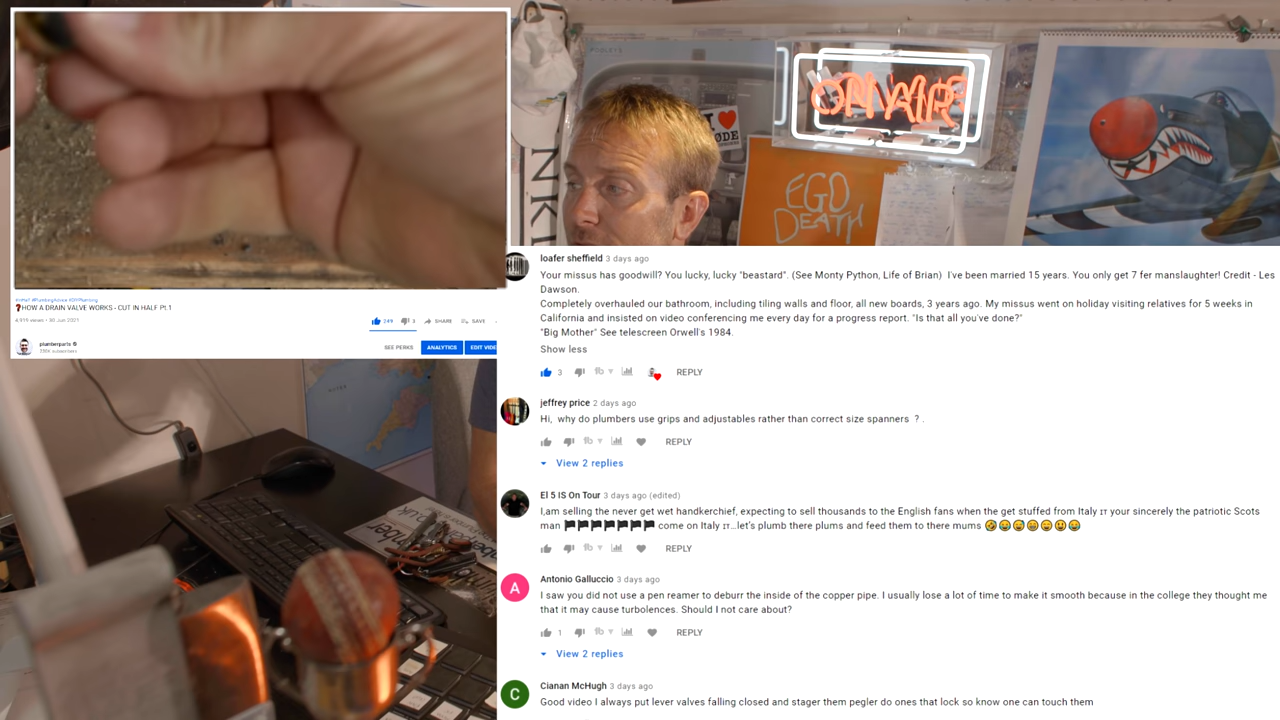 I ❤ RØDE
ON AIR
EGO
DEATH
#inHalf #PlumbingAdvice #DIYPlumbing
❓HOW A DRAIN VALVE WORKS - CUT IN HALF Pt.1
4,919 views • 30 Jun 2021
249
3
SHARE
SAVE
plumberparts
SEE PERKS
ANALYTICS
EDIT VIDE
loafer sheffield 3 days ago
Your missus has goodwill? You lucky, lucky "beastard". (See Monty Python, Life of Brian) I've been married 15 years. You only get 7 fer manslaughter! Credit - Les
Dawson.
Completely overhauled our bathroom, including tiling walls and floor, all new boards, 3 years ago. My missus went on holiday visiting relatives for 5 weeks in
California and insisted on video conferencing me every day for a progress report. "Is that all you've done?"
"Big Mother" See telescreen Orwell's 1984.
Show less
3
REPLY
jeffrey price 2 days ago
Hi, why do plumbers use grips and adjustables rather than correct size spanners ? .
REPLY
View 2 replies
El 5 IS On Tour 3 days ago (edited)
I,am selling the never get wet handkerchief, expecting to sell thousands to the English fans when the get stuffed from Italy IT your sincerely the patriotic Scots
man 🏴🏴🏴🏴🏴🏴🏴 come on Italy IT…let's plumb there plums and feed them to there mums 🤣😂😄😁😄😃😂
REPLY
A
Antonio Galluccio 3 days ago
I saw you did not use a pen reamer to deburr the inside of the copper pipe. I usually lose a lot of time to make it smooth because in the college they thought me
that it may cause turbolences. Should I not care about?
1
REPLY
View 2 replies
C
Cianan McHugh 3 days ago
Good video I always put lever valves falling closed and stager them pegler do ones that lock so know one can touch them